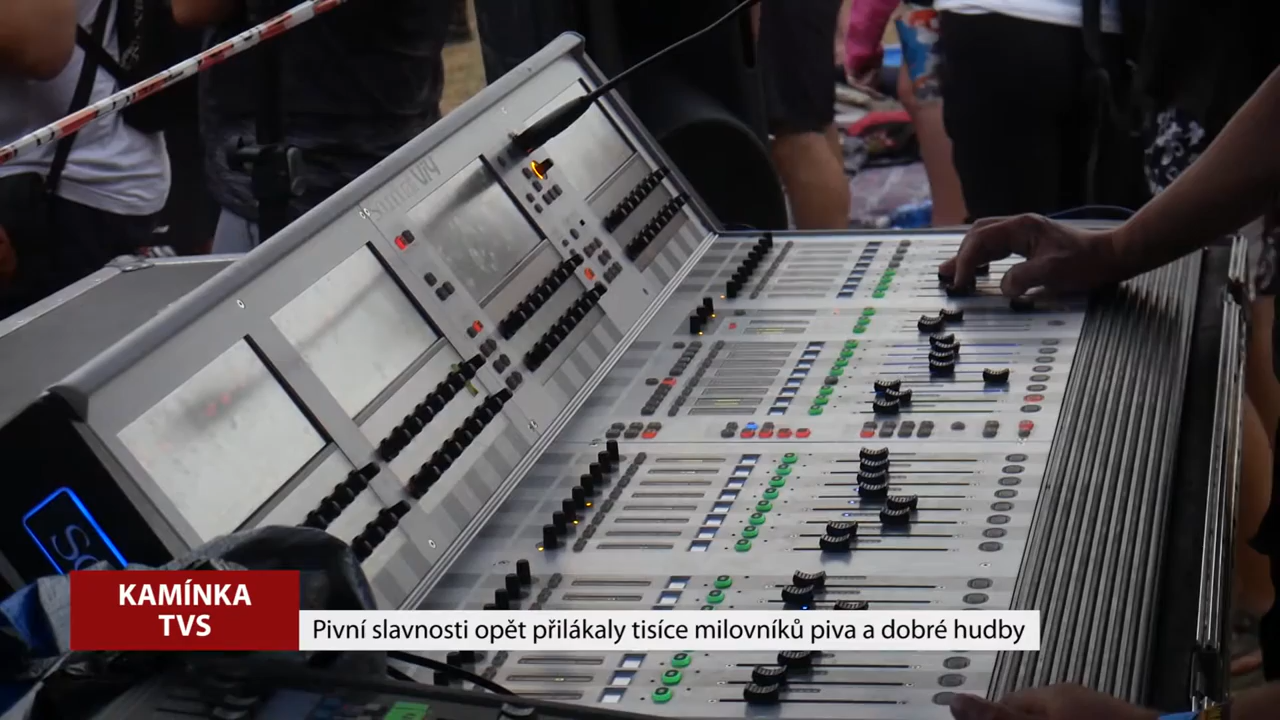 KAMÍNKA
TVS
Pivní slavnosti opět přilákaly tisíce milovníků piva a dobré hudby